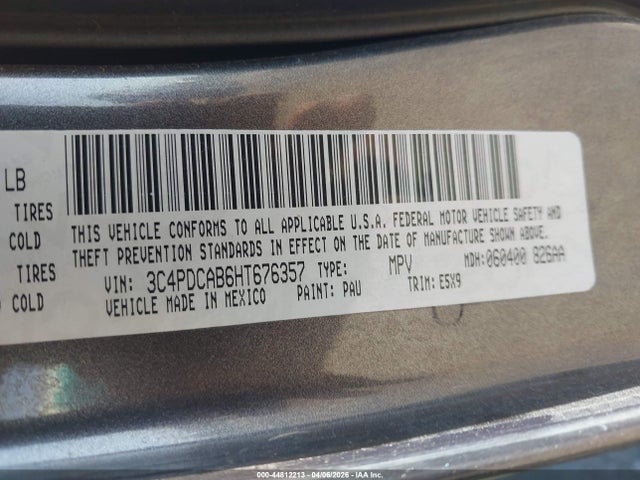 LB
TIRES
COLD
TIRES
COLD
THIS VEHICLE CONFORMS TO ALL APPLICABLE U.S.A. FEDERAL MOTOR VEHICLE SAFETY AND
THEFT PREVENTION STANDARDS IN EFFECT ON THE DATE OF MANUFACTURE SHOWN ABOVE.
VIN: 3C4PDCAB6HT676357 TYPE: MPV MDH:060400 826AA
VEHICLE MADE IN MEXICO PAINT: PAU TRIM: E5X9
000-44812213 - 04/06/2026 - IAA Inc.